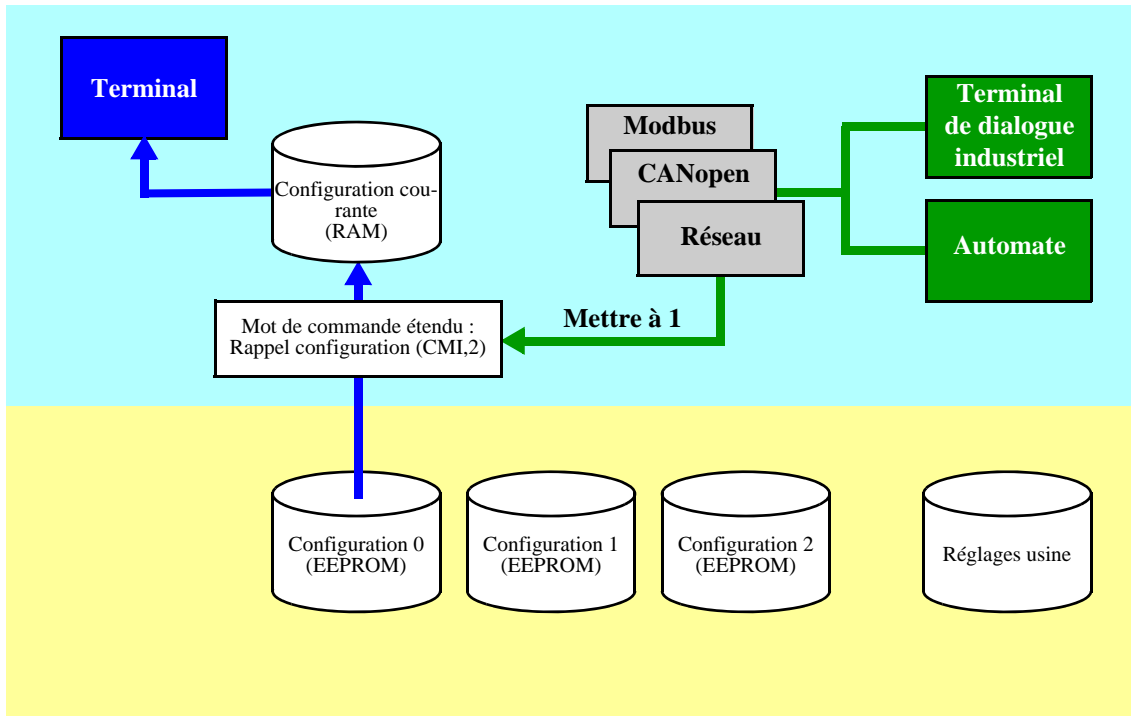 Terminal
Configuration cou-
rante
(RAM)
Modbus
CANopen
Réseau
Terminal
de dialogue
industriel
Automate
Mot de commande étendu :
Rappel configuration (CMI,2)
Mettre à 1
Configuration 0
(EEPROM)
Configuration 1
(EEPROM)
Configuration 2
(EEPROM)
Réglages usine